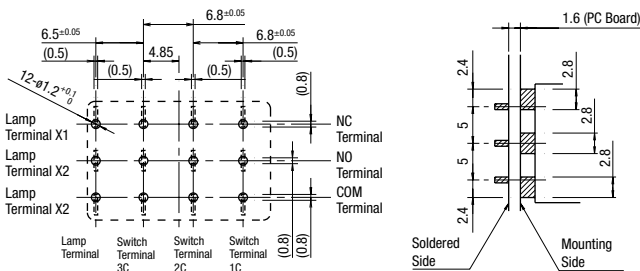 6.8±0.05
6.5±0.05
6.8±0.05
(0.5)
4.85
(0.5)
(0.5)
(0.5)
(0.8)
12-ø1.2+0.1 0
Lamp
Terminal X1
NC
Terminal
Lamp
Terminal X2
NO
Terminal
Lamp
Terminal X2
COM
Terminal
(0.8)
(0.8)
Lamp
Terminal
Switch
Terminal
3C
Switch
Terminal
2C
Switch
Terminal
1C
1.6 (PC Board)
2.4
5
5
2.4
2.8
2.8
2.8
Soldered
Side
Mounting
Side